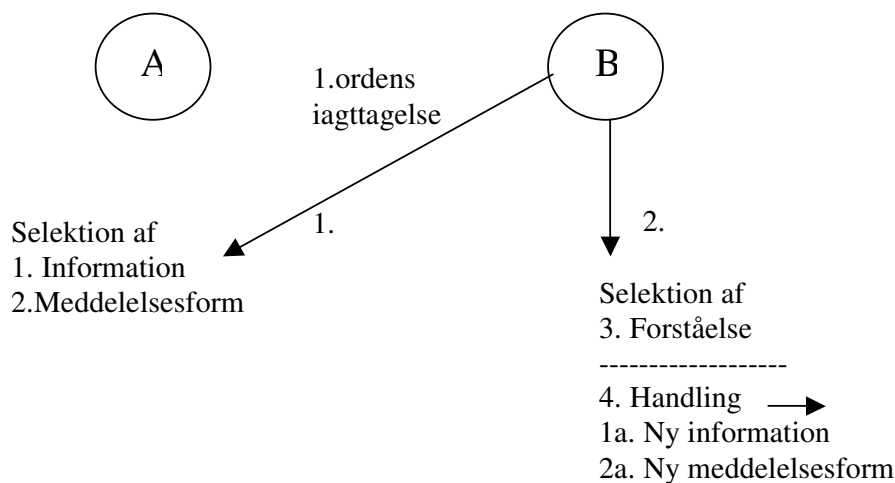 A
B
1.ordens
iagttagelse
1.
2.
Selektion af
1. Information
2.Meddelelsesform
Selektion af
3. Forståelse
-------------------
4. Handling
1a. Ny information
2a. Ny meddelelsesform